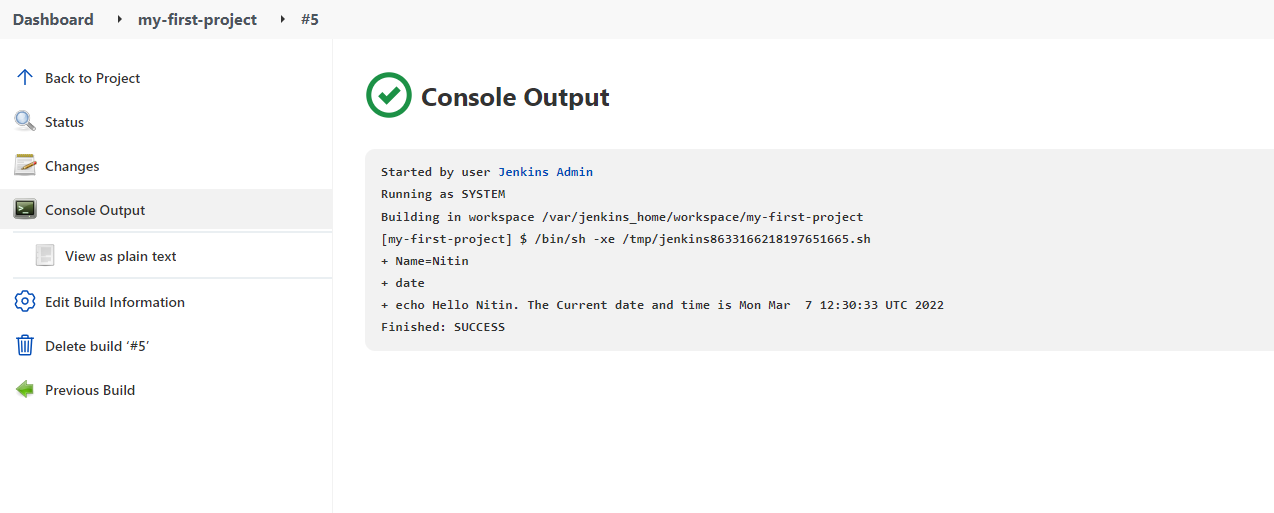 Dashboard my-first-project #5
Back to Project
Status
Changes
Console Output
View as plain text
Edit Build Information
Delete build ‘#5’
Previous Build
Console Output
Started by user Jenkins Admin
Running as SYSTEM
Building in workspace /var/jenkins_home/workspace/my-first-project
[my-first-project] $ /bin/sh -xe /tmp/jenkins8633166218197651665.sh
+ Name=Nitin
+ date
+ echo Hello Nitin. The Current date and time is Mon Mar  7 12:30:33 UTC 2022
Finished: SUCCESS